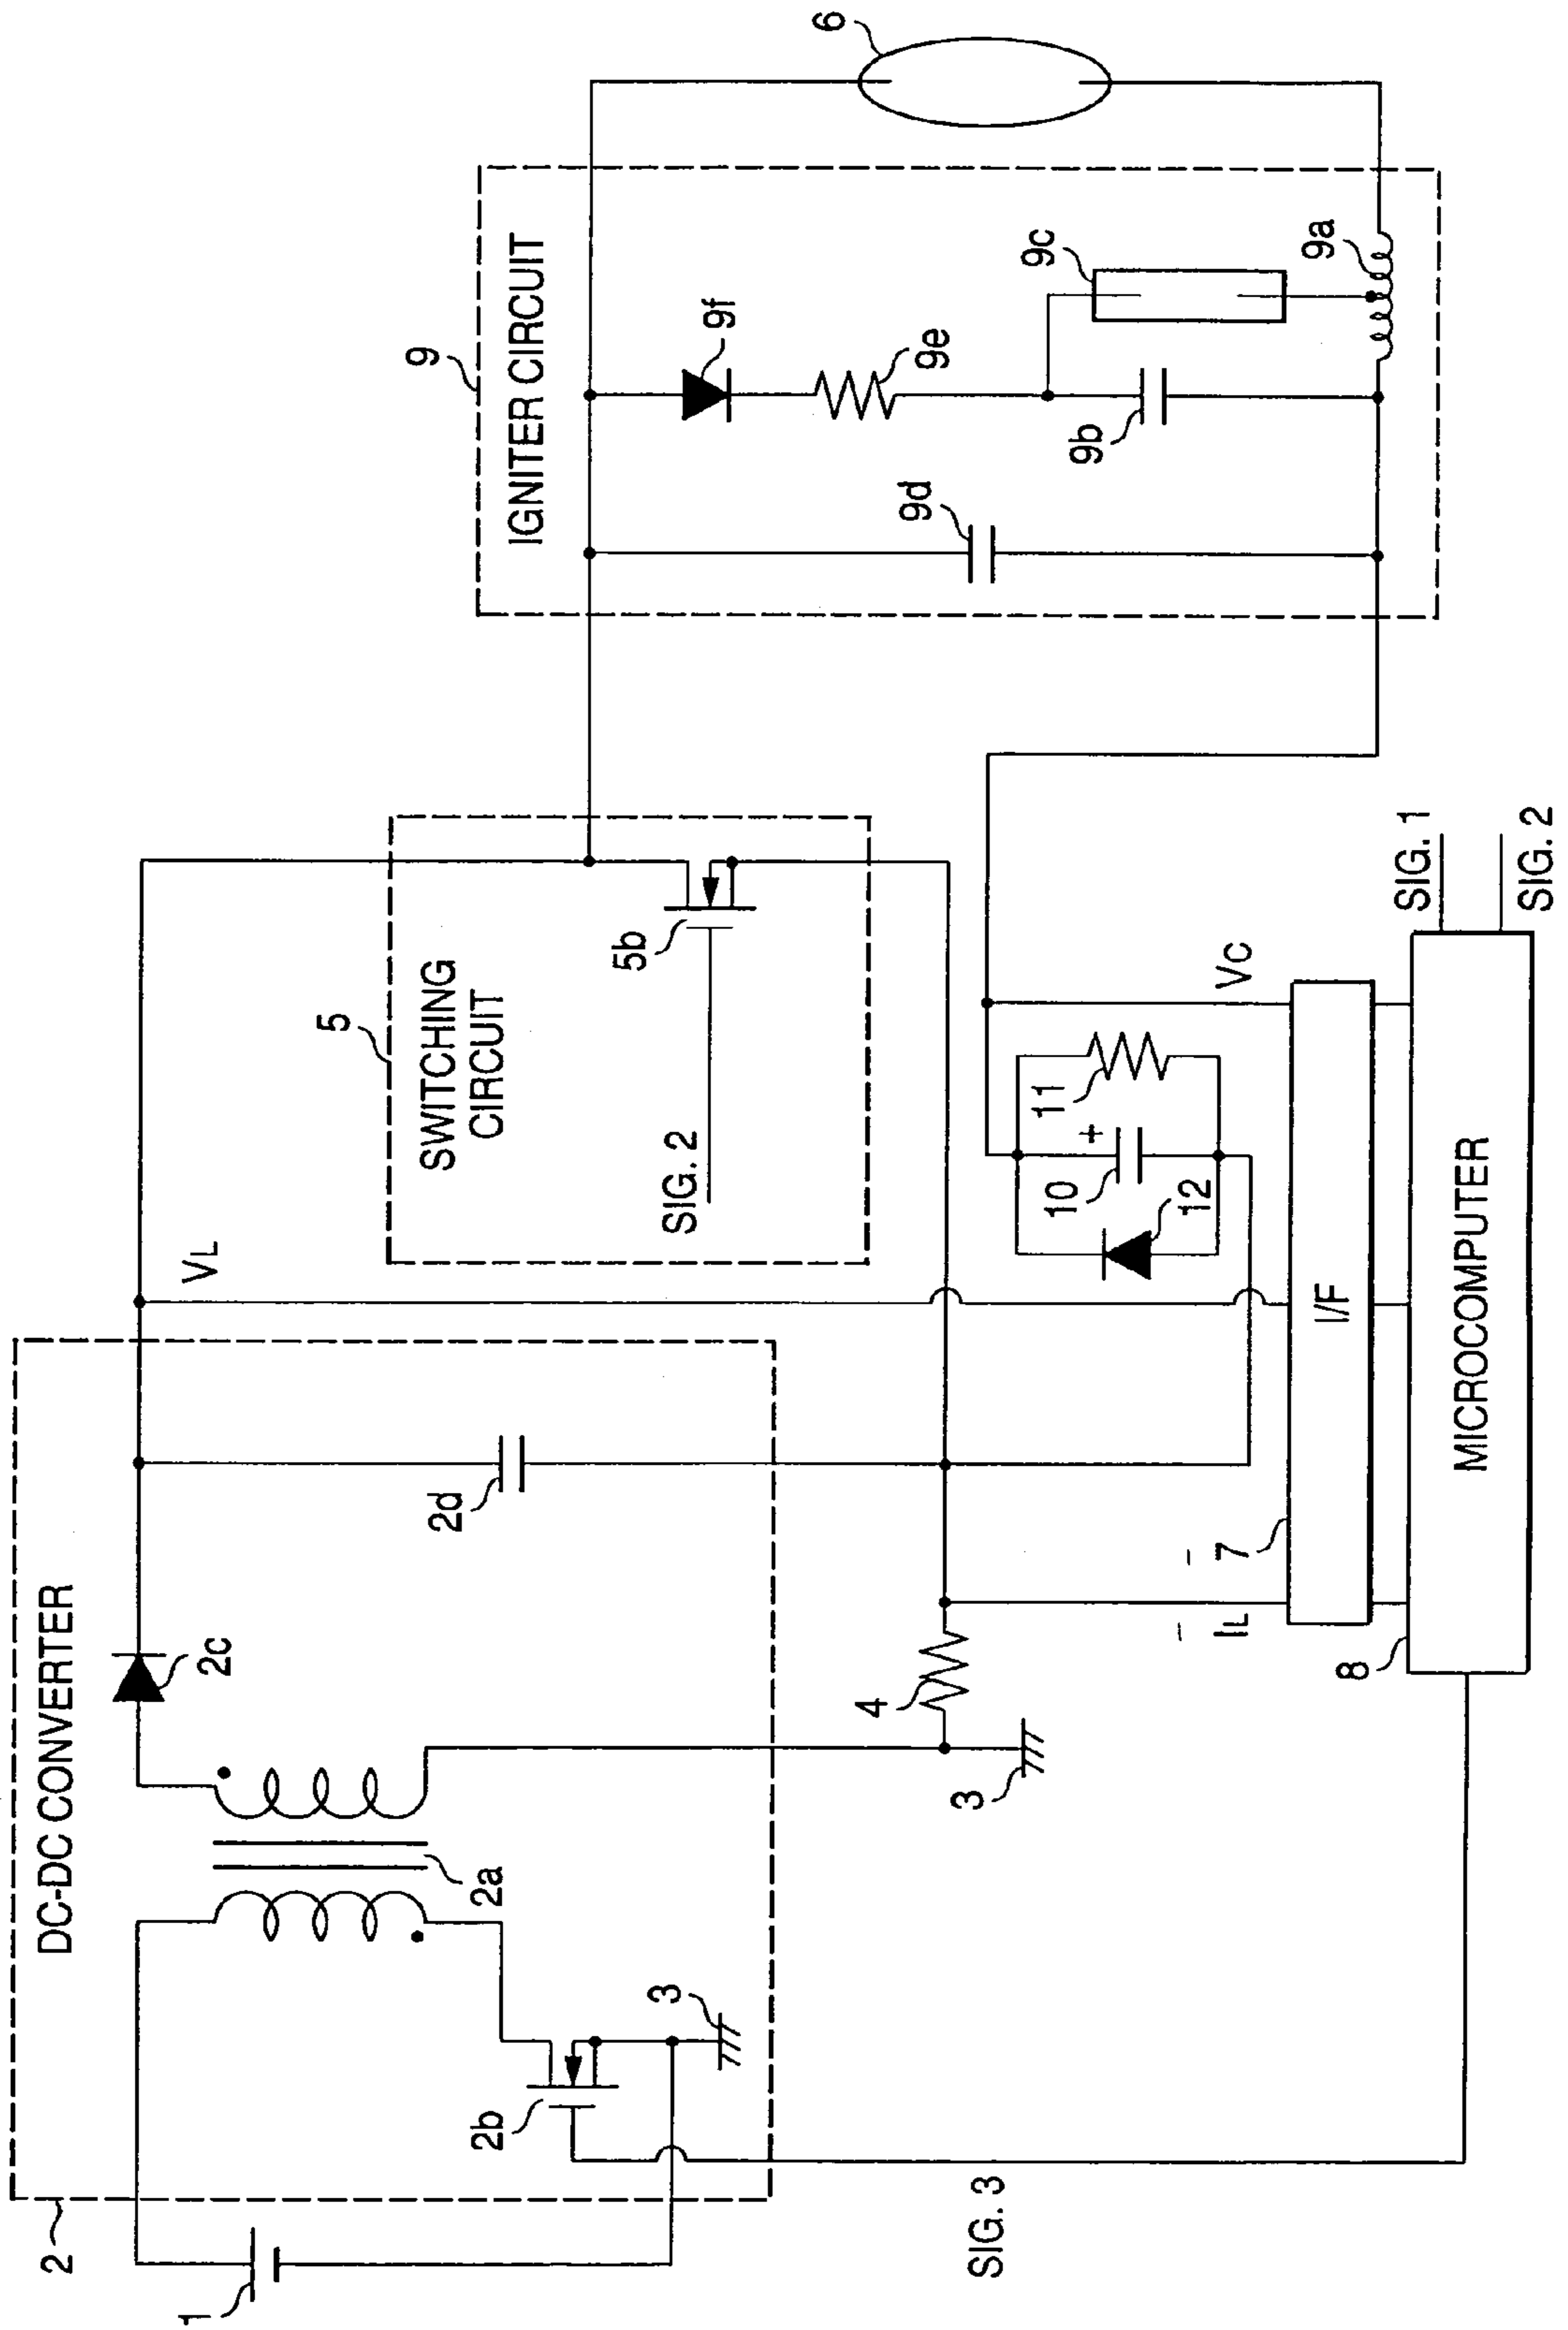 2
DC-DC CONVERTER
1
2a
2c
2d
2b
3
SIG. 3
4
3
VL
5
SWITCHING
CIRCUIT
5b
SIG. 2
9
IGNITER CIRCUIT
9f
9e
9c
9b
9d
9a
6
10
+
11
12
IL
7
I/F
VC
8
MICROCOMPUTER
SIG. 1
SIG. 2